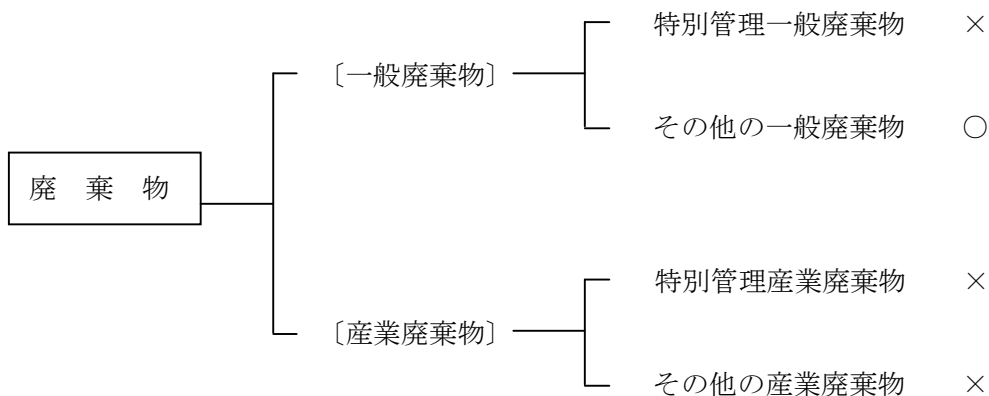 特別管理一般廃棄物 ×
〔一般廃棄物〕
その他の一般廃棄物 ○
廃 棄 物
特別管理産業廃棄物 ×
〔産業廃棄物〕
その他の産業廃棄物 ×